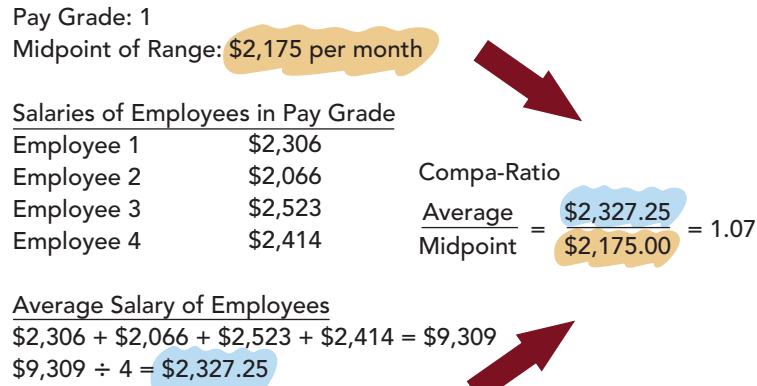 Pay Grade: 1
Midpoint of Range: $2,175 per month
Salaries of Employees in Pay Grade
Employee 1 $2,306
Employee 2 $2,066
Employee 3 $2,523
Employee 4 $2,414
Average Salary of Employees
$2,306 + $2,066 + $2,523 + $2,414 = $9,309
$9,309 ÷ 4 = $2,327.25
Compa-Ratio
Average = $2,327.25 = 1.07
Midpoint $2,175.00